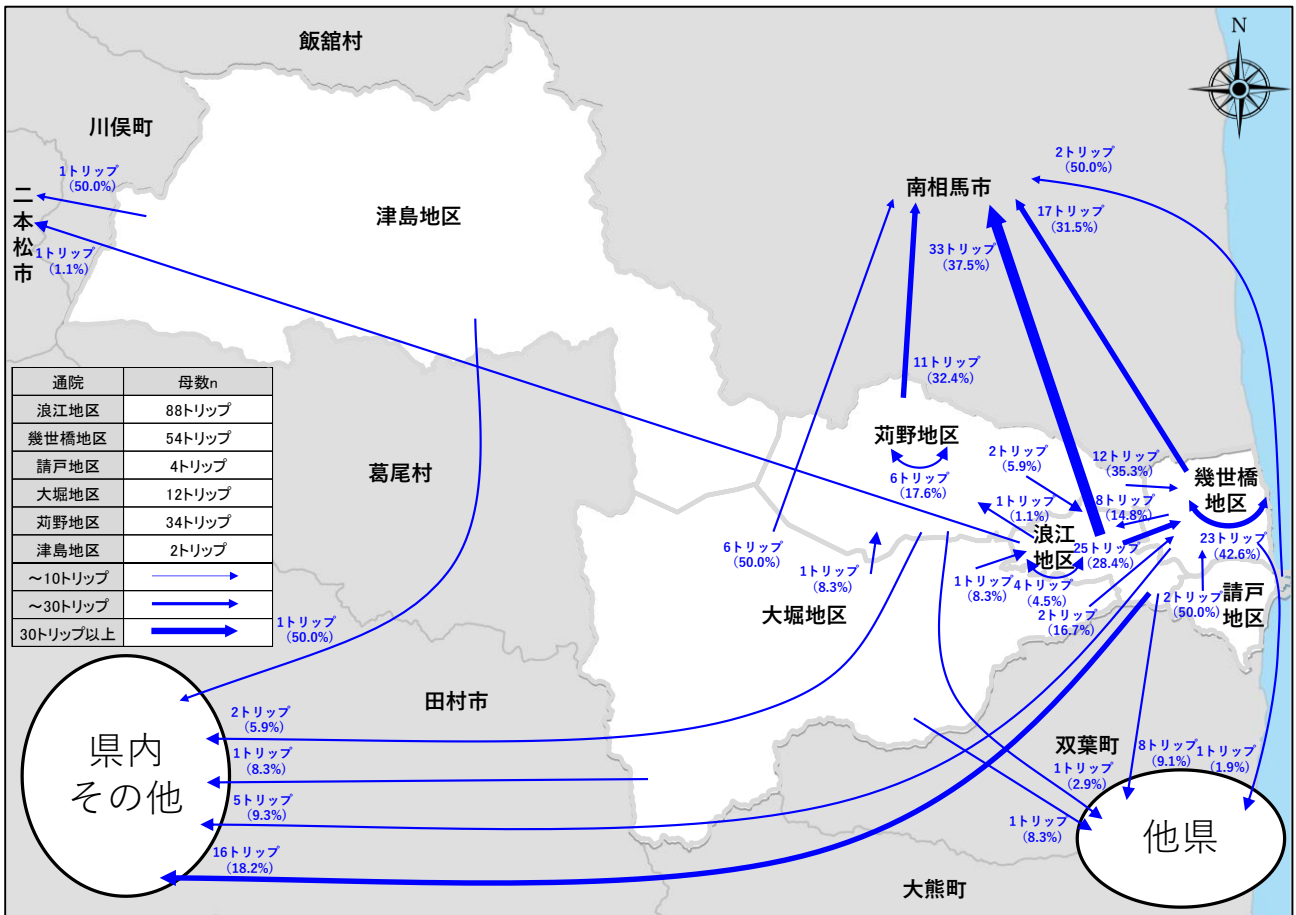 飯舘村
N
川俣町
1トリップ
(50.0%)
二本松市
1トリップ
(1.1%)
津島地区
南相馬市
2トリップ
(50.0%)
17トリップ
(31.5%)
33トリップ
(37.5%)
11トリップ
(32.4%)
通院 母数n
浪江地区 88トリップ
幾世橋地区 54トリップ
請戸地区 4トリップ
大堀地区 12トリップ
苅野地区 34トリップ
津島地区 2トリップ
~10トリップ
~30トリップ
30トリップ以上
葛尾村
苅野地区
6トリップ
(17.6%)
2トリップ
(5.9%)
12トリップ
(35.3%)
幾世橋
地区
1トリップ
(1.1%)
8トリップ
(14.8%)
浪江
地区
25トリップ
(28.4%)
23トリップ
(42.6%)
6トリップ
(50.0%)
1トリップ
(8.3%)
1トリップ
(8.3%)
4トリップ
(4.5%)
2トリップ
(16.7%)
2トリップ
(50.0%)
請戸
地区
大堀地区
1トリップ
(50.0%)
田村市
2トリップ
(5.9%)
県内
その他
1トリップ
(8.3%)
5トリップ
(9.3%)
16トリップ
(18.2%)
双葉町
1トリップ
(2.9%)
8トリップ
(9.1%)
1トリップ
(1.9%)
1トリップ
(8.3%)
他県
大熊町